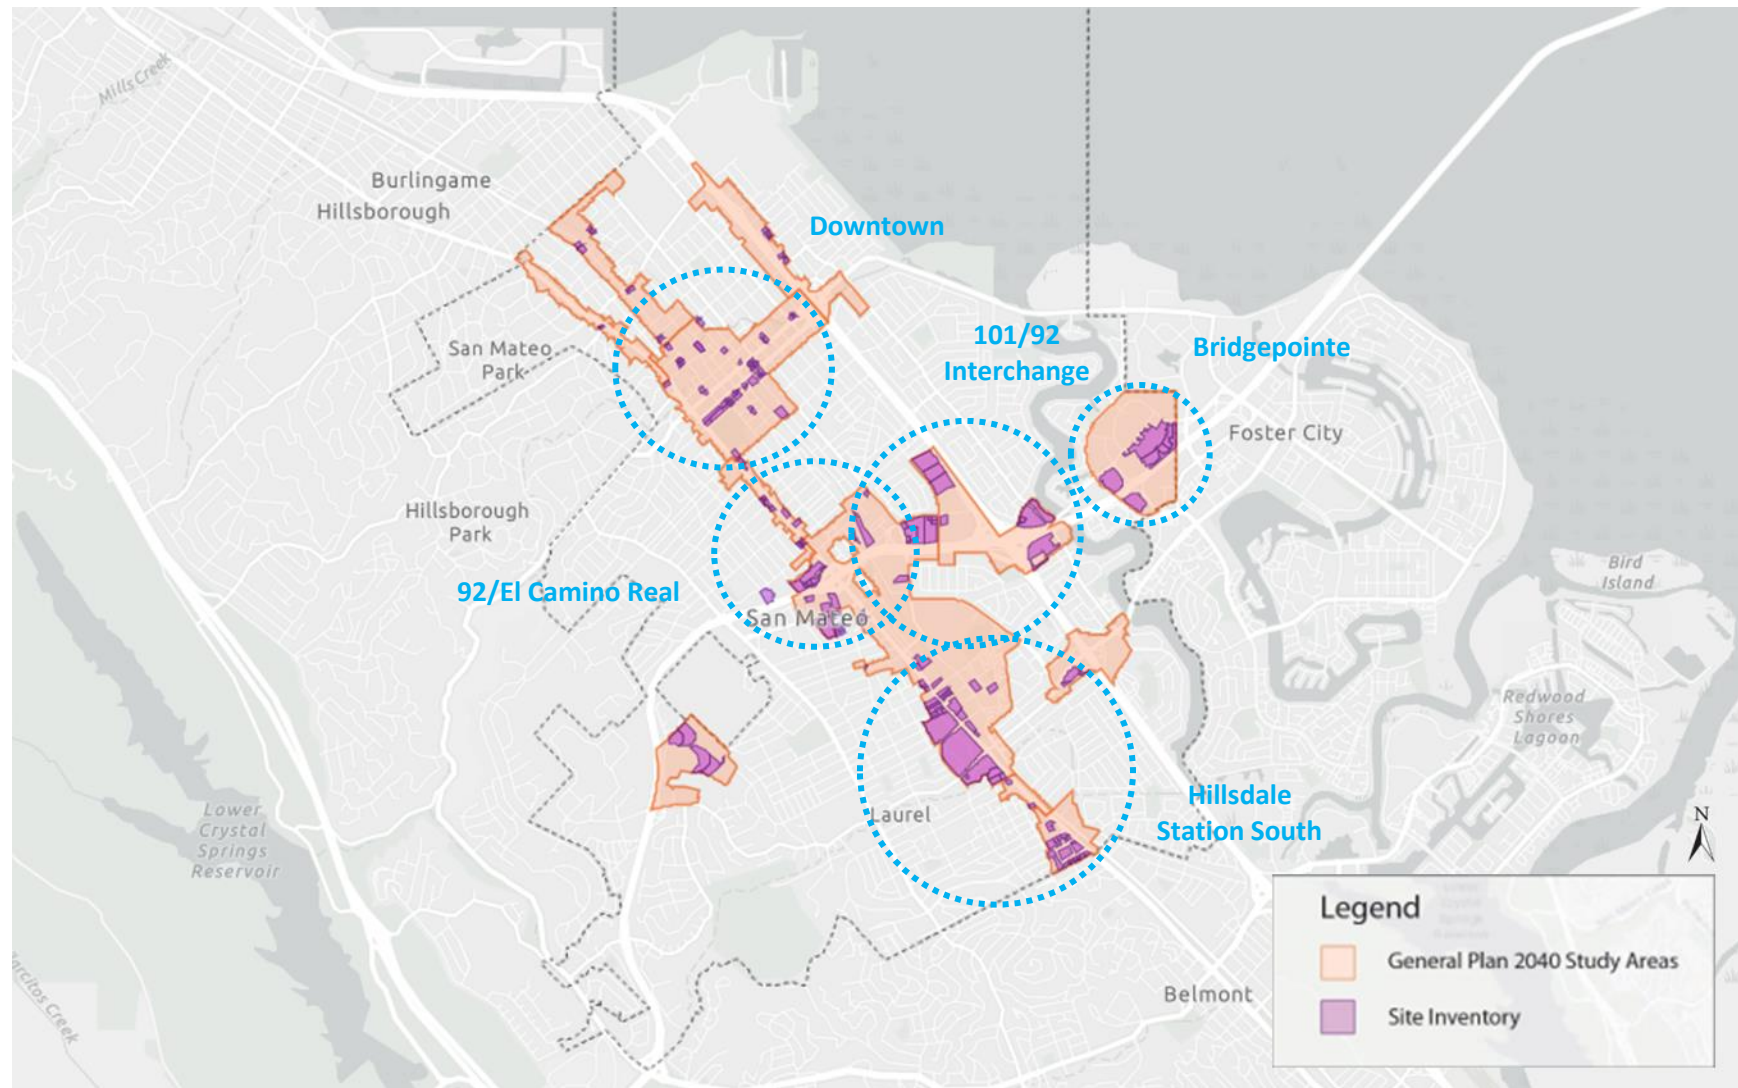 Mills Creek
Burlingame
Hillsborough
Downtown
San Mateo
Park
101/92
Interchange
Bridgepointe
Foster City
Hillsborough
Park
92/El Camino Real
San Mateo
Bird
Island
Redwood
Shores
Lagoon
Lower
Crystal
Springs
Reservoir
Laurel
Hillsdale
Station South
N
Belmont
Legend
General Plan 2040 Study Areas
Site Inventory
Creek